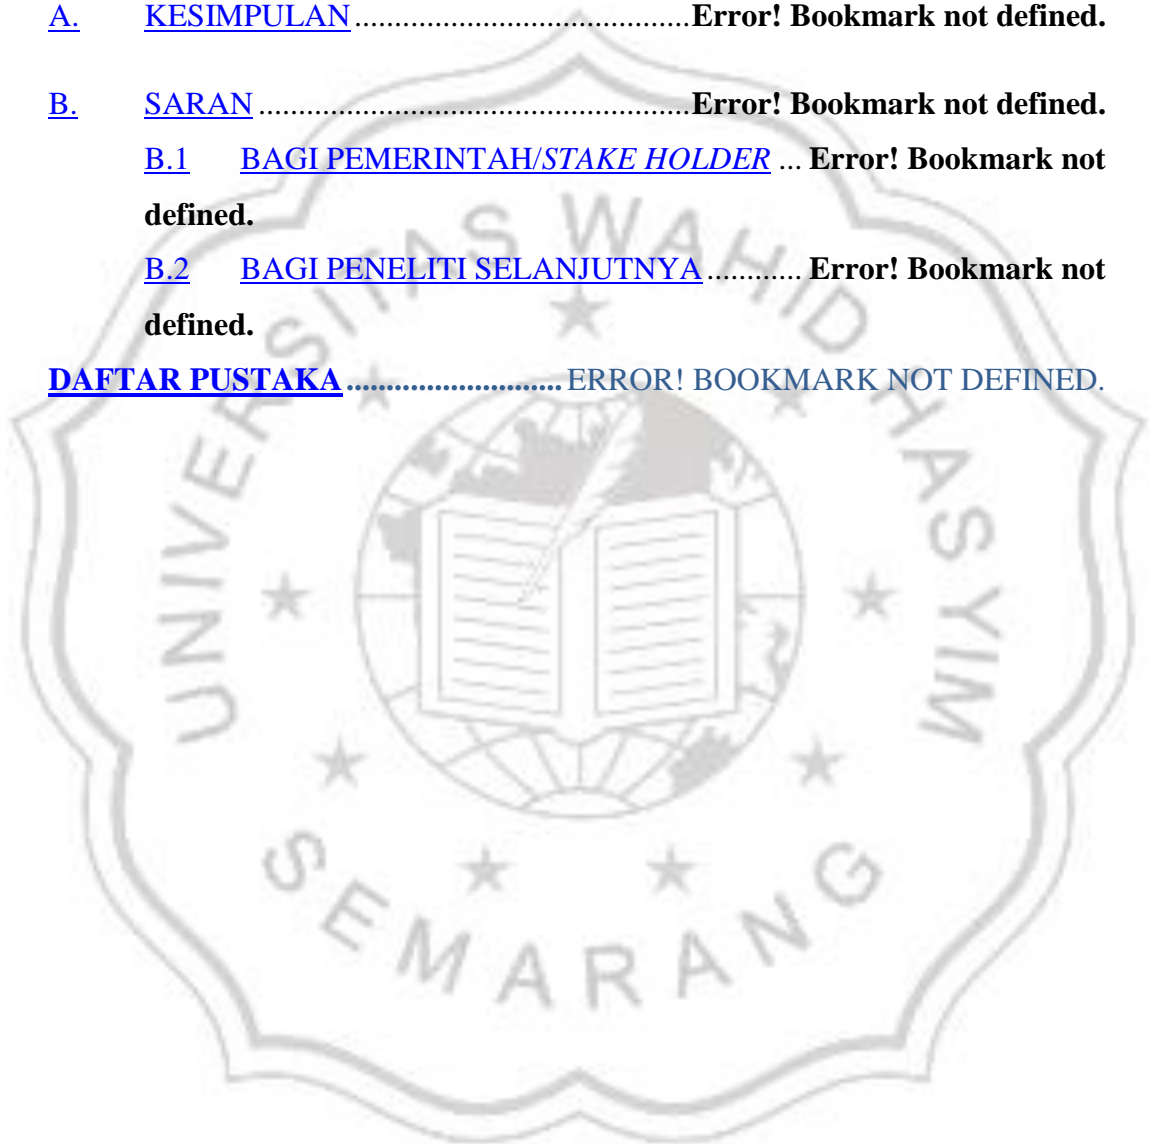 A. KESIMPULAN..........................................Error! Bookmark not defined.
B. SARAN......................................................Error! Bookmark not defined.
B.1 BAGI PEMERINTAH/STAKE HOLDER ... Error! Bookmark not
defined.
B.2 BAGI PENELITI SELANJUTNYA............ Error! Bookmark not
defined.
DAFTAR PUSTAKA...........................ERROR! BOOKMARK NOT DEFINED.
UNIVERSITAS WAHID HASYIM
SEMARANG